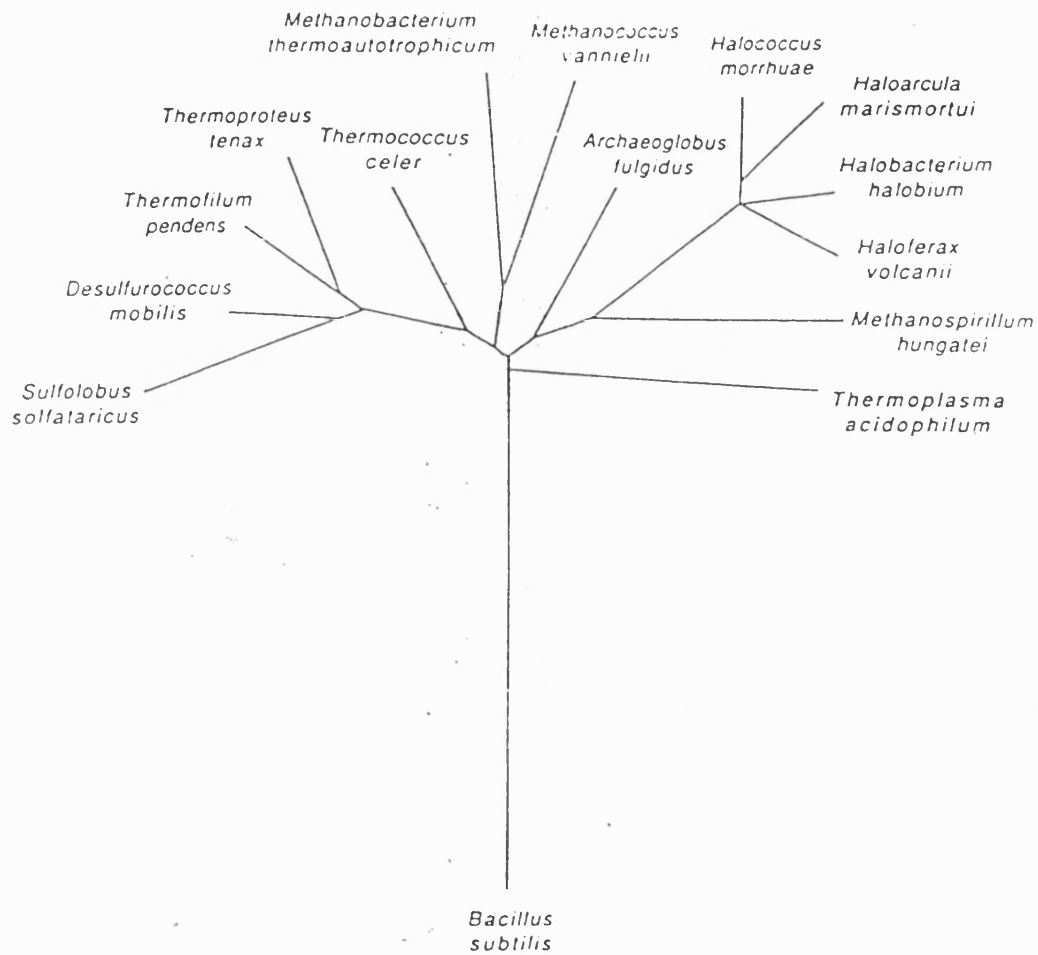 Methanobacterium
thermoautotrophicum
Methanococcus
vannielii
Halococcus
morrhuae
Haloarcula
marismortui
Thermoproteus
tenax
Thermococcus
celer
Archaeoglobus
fulgidus
Halobacterium
halobium
Thermofilum
pendens
Haloferax
volcanii
Desulfurococcus
mobilis
Methanospirillum
hungatei
Sulfolobus
solfataricus
Thermoplasma
acidophilum
Bacillus
subtilis